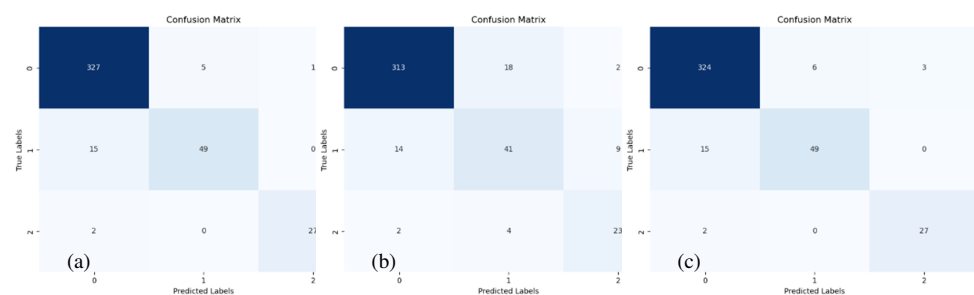 Confusion Matrix Confusion Matrix Confusion Matrix
0 327 5 1 0 313 18 2 0 324 6 3
True Labels True Labels True Labels
1 15 49 0 1 14 41 9 1 15 49 0
2 2 0 27 2 2 4 23 2 2 0 27
(a) (b) (c)
0 1 2 0 1 2 0 1 2
Predicted Labels Predicted Labels Predicted Labels